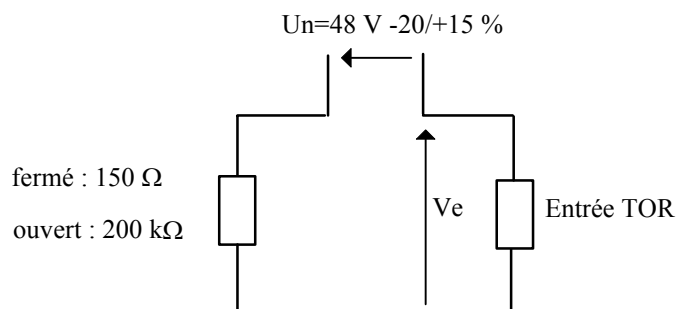 Un=48 V -20/+15 %
fermé : 150 Ω
ouvert : 200 kΩ
Ve
Entrée TOR